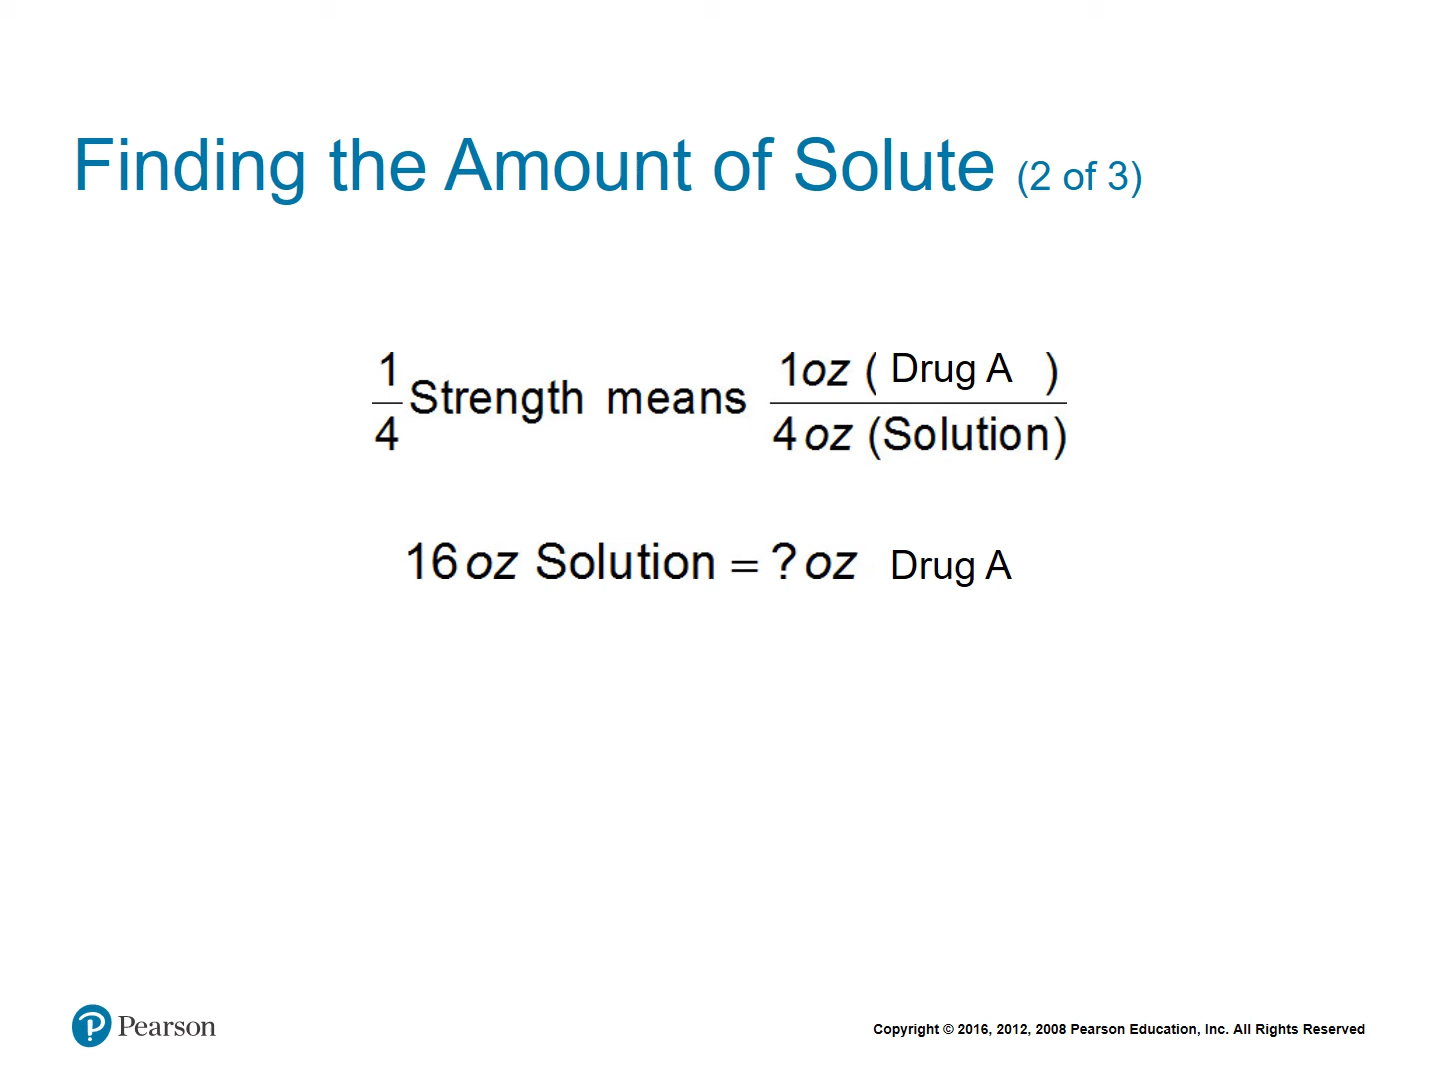 Finding the Amount of Solute (2 of 3)
1/4 Strength means 1oz ( Drug A ) / 4 oz (Solution)
16 oz Solution = ? oz Drug A
Pearson
Copyright © 2016, 2012, 2008 Pearson Education, Inc. All Rights Reserved